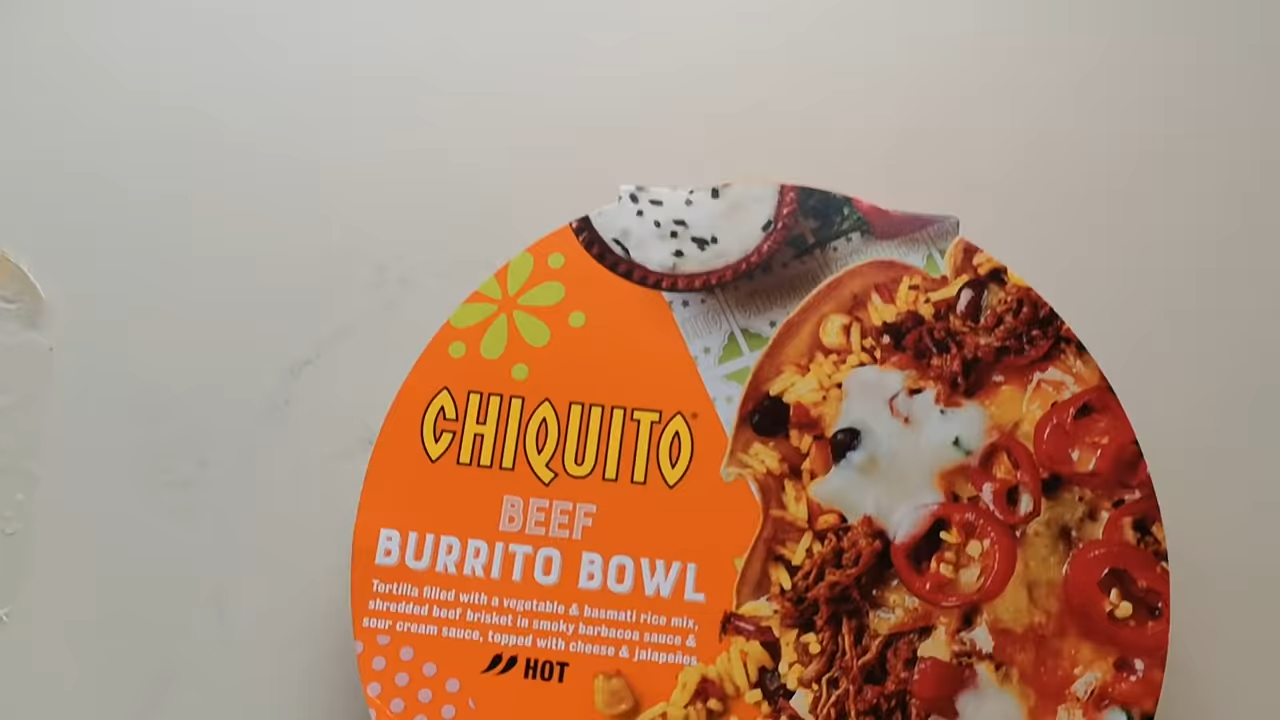 CHIQUITO
BEEF
BURRITO BOWL
Tortilla filled with a vegetable & basmati rice mix,
shredded beef brisket in smoky barbacoa sauce &
sour cream sauce, topped with cheese & jalapeños
HOT